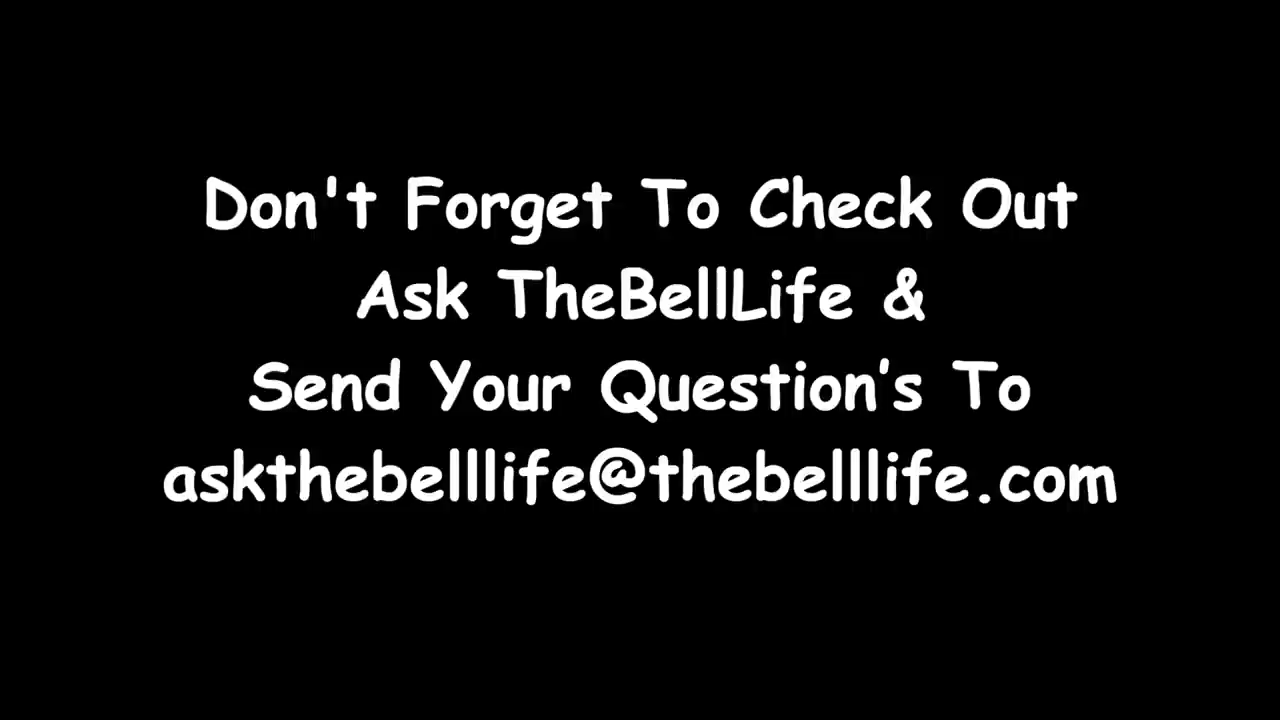 Don't Forget To Check Out
Ask TheBellLife &
Send Your Question's To
askthebelllife@thebelllife.com